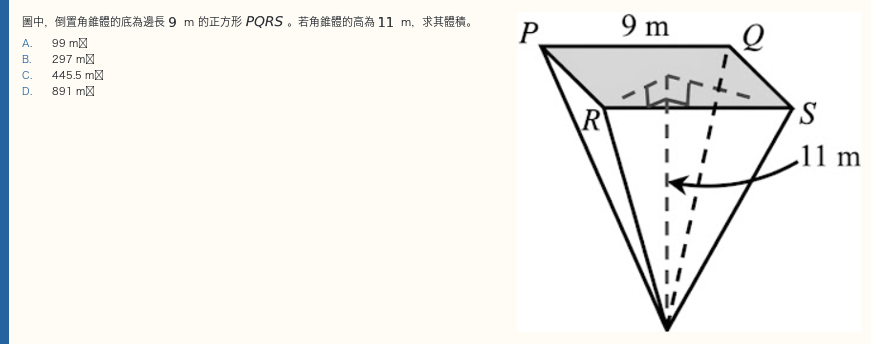 圖中，倒置角錐體的底為邊長 9 m 的正方形 PQRS 。若角錐體的高為 11 m，求其體積。
A. 99 m
B. 297 m
C. 445.5 m
D. 891 m
P
9 m
Q
R
S
11 m